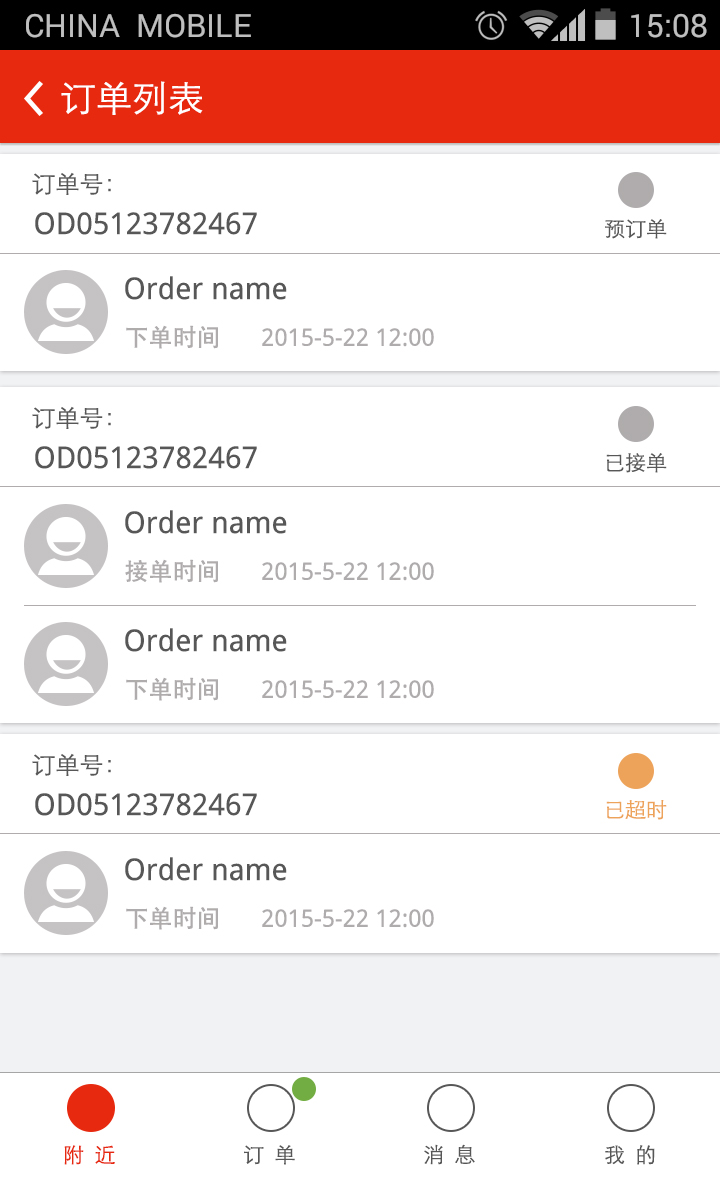 CHINA MOBILE 15:08
订单列表
订单号：
OD05123782467
预订单
Order name
下单时间 2015-5-22 12:00
订单号：
OD05123782467
已接单
Order name
接单时间 2015-5-22 12:00
Order name
下单时间 2015-5-22 12:00
订单号：
OD05123782467
已超时
Order name
下单时间 2015-5-22 12:00
附近 订单 消息 我的